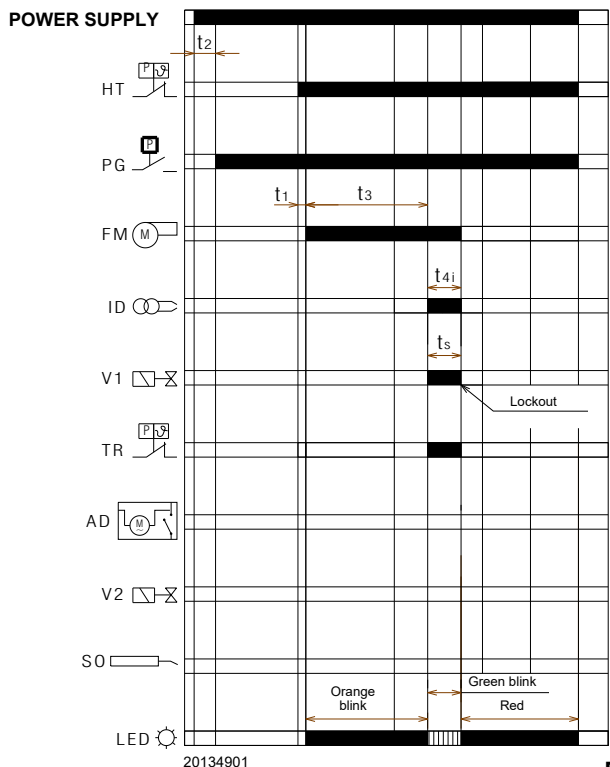 POWER SUPPLY
t2
P ϑ
HT
P
PG
t1 t3
FM M
t4i
ID
ts
V1
Lockout
P ϑ
TR
AD M ~
V2
SO
Orange blink
Green blink
Red
LED
20134901